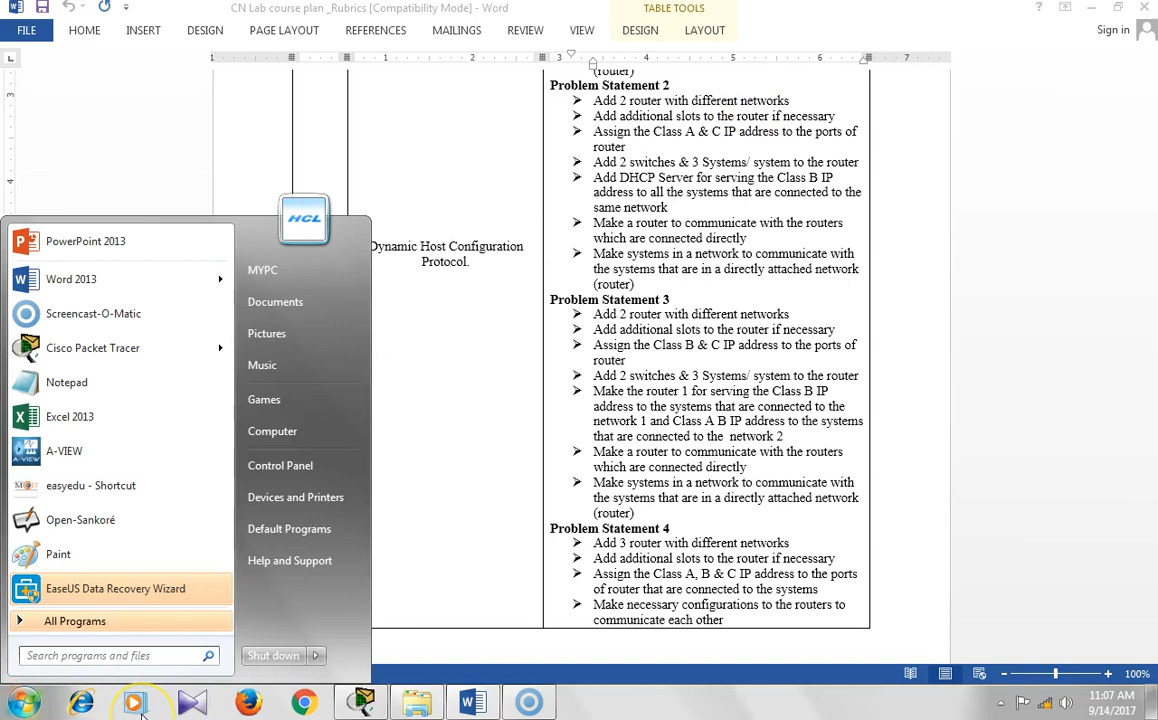 CN Lab course plan _Rubrics [Compatibility Mode] - Word
TABLE TOOLS
FILE
HOME
INSERT
DESIGN
PAGE LAYOUT
REFERENCES
MAILINGS
REVIEW
VIEW
DESIGN
LAYOUT
Sign in
1 1 2 3 4 5 6 7
3
4
(router)
Problem Statement 2
➢ Add 2 router with different networks
➢ Add additional slots to the router if necessary
➢ Assign the Class A & C IP address to the ports of
router
➢ Add 2 switches & 3 Systems/ system to the router
➢ Add DHCP Server for serving the Class B IP
address to all the systems that are connected to the
same network
➢ Make a router to communicate with the routers
which are connected directly
➢ Make systems in a network to communicate with
the systems that are in a directly attached network
(router)
Problem Statement 3
➢ Add 2 router with different networks
➢ Add additional slots to the router if necessary
➢ Assign the Class B & C IP address to the ports of
router
➢ Add 2 switches & 3 Systems/ system to the router
➢ Make the router 1 for serving the Class B IP
address to the systems that are connected to the
network 1 and Class A B IP address to the systems
that are connected to the network 2
➢ Make a router to communicate with the routers
which are connected directly
➢ Make systems in a network to communicate with
the systems that are in a directly attached network
(router)
Problem Statement 4
➢ Add 3 router with different networks
➢ Add additional slots to the router if necessary
➢ Assign the Class A, B & C IP address to the ports
of router that are connected to the systems
➢ Make necessary configurations to the routers to
communicate each other
Dynamic Host Configuration
Protocol.
HCL
PowerPoint 2013
Word 2013
Screencast-O-Matic
Cisco Packet Tracer
Notepad
Excel 2013
A-VIEW
easyedu - Shortcut
Open-Sankoré
Paint
EaseUS Data Recovery Wizard
All Programs
Search programs and files
MYPC
Documents
Pictures
Music
Games
Computer
Control Panel
Devices and Printers
Default Programs
Help and Support
Shut down
100%
11:07 AM
9/14/2017